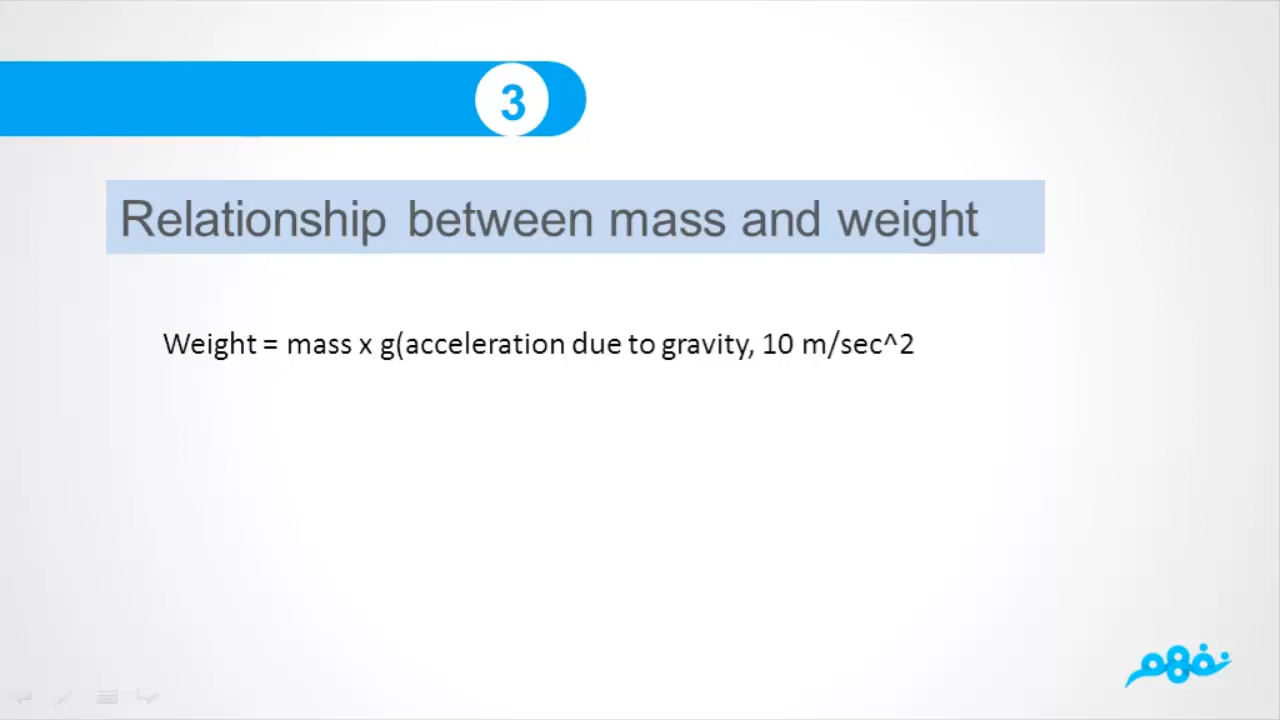 3
Relationship between mass and weight
Weight = mass x g(acceleration due to gravity, 10 m/sec^2
نفهم